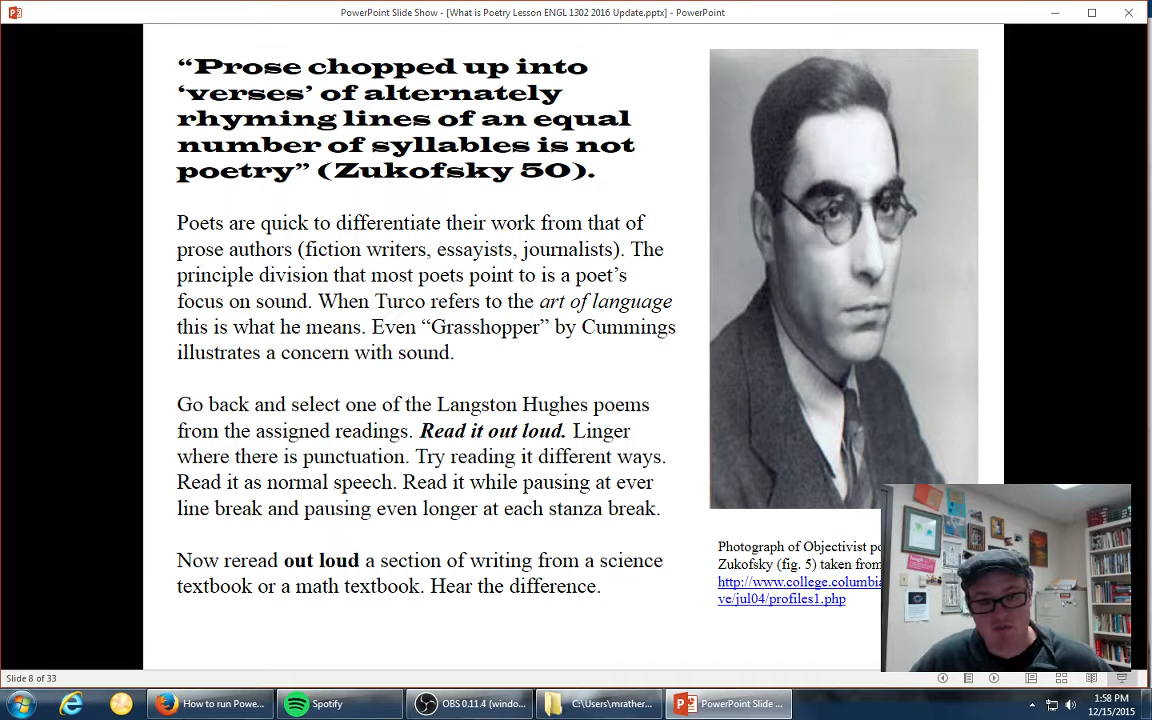 PowerPoint Slide Show - [What is Poetry Lesson ENGL 1302 2016 Update.pptx] - PowerPoint
“Prose chopped up into
‘verses’ of alternately
rhyming lines of an equal
number of syllables is not
poetry” (Zukofsky 50).
Poets are quick to differentiate their work from that of
prose authors (fiction writers, essayists, journalists). The
principle division that most poets point to is a poet’s
focus on sound. When Turco refers to the art of language
this is what he means. Even “Grasshopper” by Cummings
illustrates a concern with sound.
Go back and select one of the Langston Hughes poems
from the assigned readings. Read it out loud. Linger
where there is punctuation. Try reading it different ways.
Read it as normal speech. Read it while pausing at ever
line break and pausing even longer at each stanza break.
Now reread out loud a section of writing from a science
textbook or a math textbook. Hear the difference.
Photograph of Objectivist po
Zukofsky (fig. 5) taken from
http://www.college.columbia
ve/jul04/profiles1.php
Slide 8 of 33
How to run Powe...
Spotify
OBS 0.11.4 (windo...
C:\Users\mrather...
PowerPoint Slide ...
1:58 PM
12/15/2015